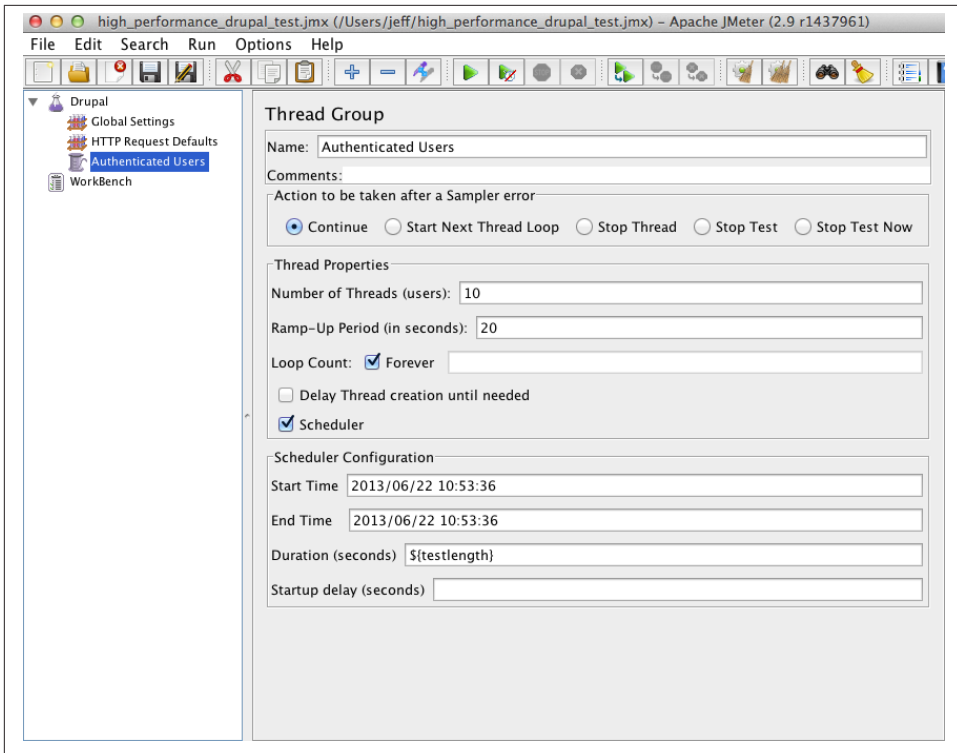 high_performance_drupal_test.jmx (/Users/jeff/high_performance_drupal_test.jmx) – Apache JMeter (2.9 r1437961)
File Edit Search Run Options Help
Drupal
Global Settings
HTTP Request Defaults
Authenticated Users
WorkBench
Thread Group
Name: Authenticated Users
Comments:
Action to be taken after a Sampler error
Continue Start Next Thread Loop Stop Thread Stop Test Stop Test Now
Thread Properties
Number of Threads (users): 10
Ramp-Up Period (in seconds): 20
Loop Count: Forever
Delay Thread creation until needed
Scheduler
Scheduler Configuration
Start Time 2013/06/22 10:53:36
End Time 2013/06/22 10:53:36
Duration (seconds) ${testlength}
Startup delay (seconds)